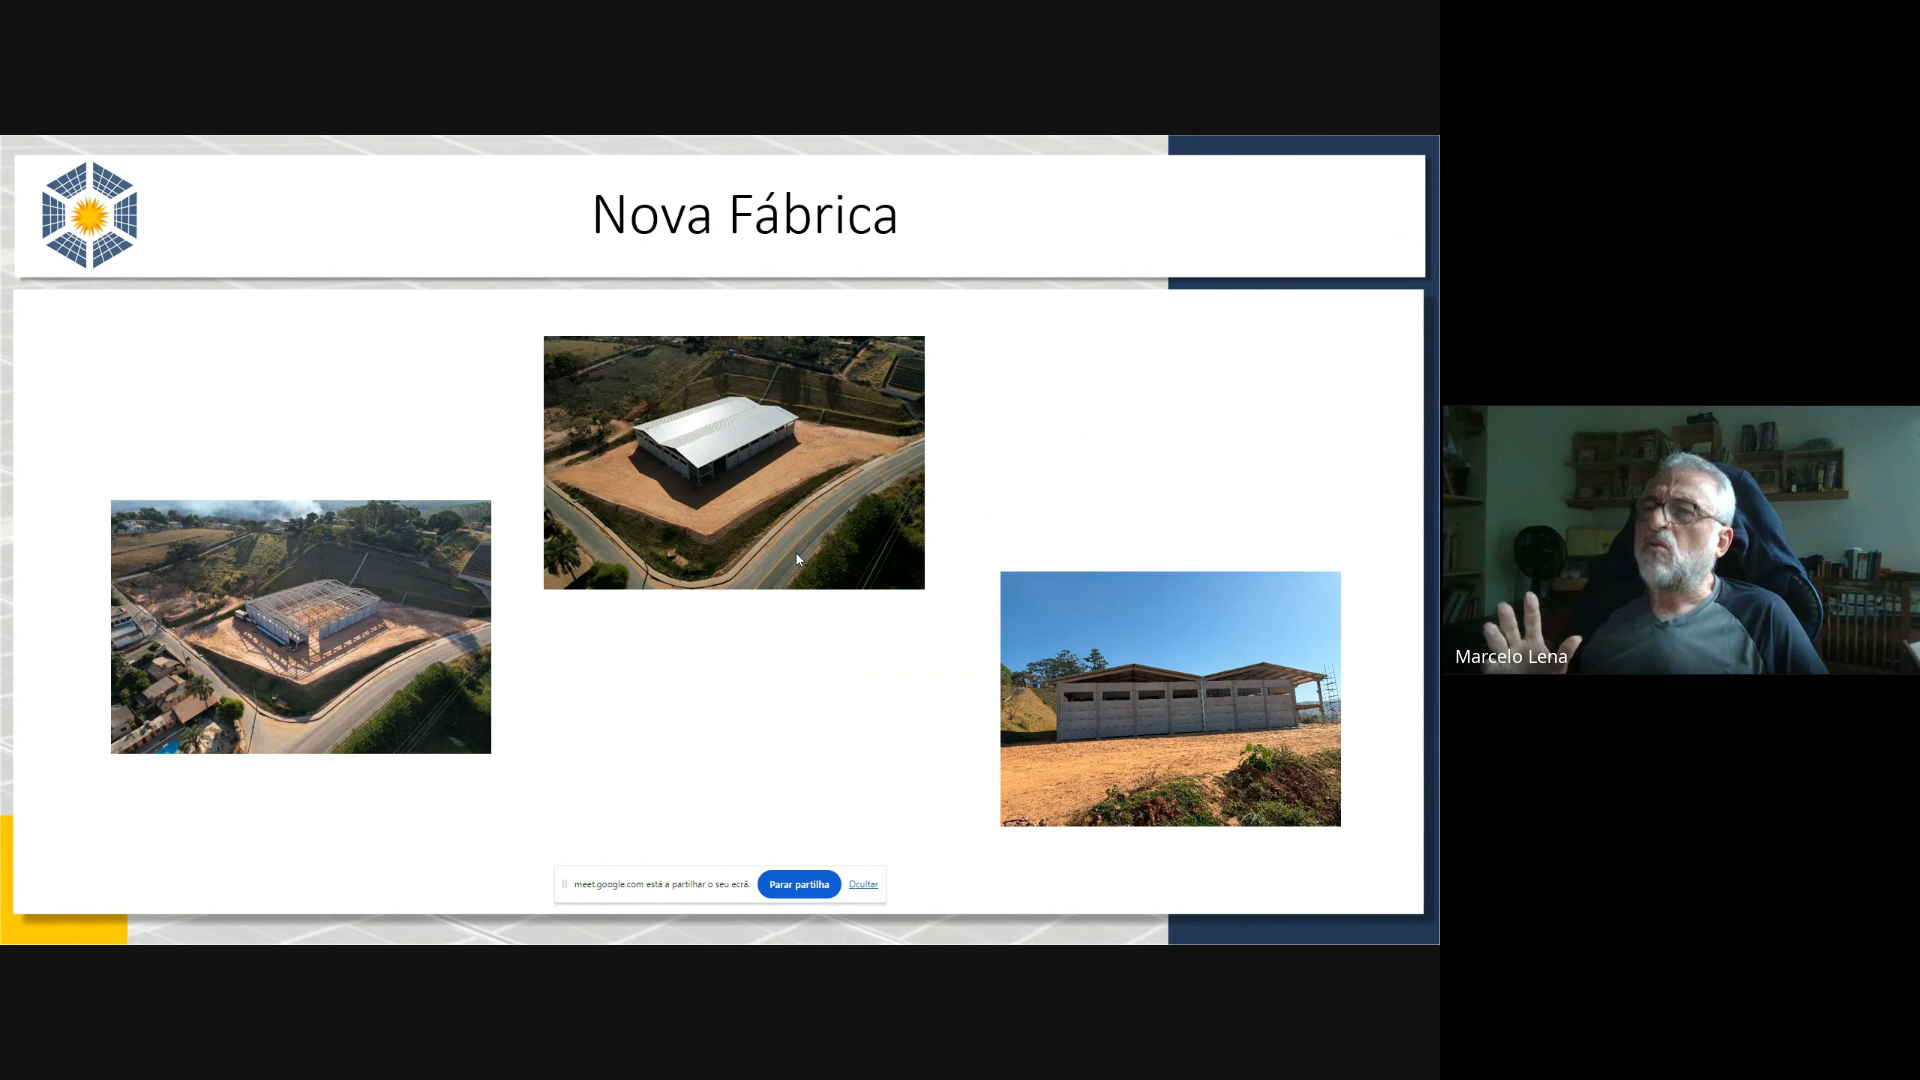 Nova Fábrica
meet.google.com está a partilhar o seu ecrã.
Parar partilha
Ocultar
Marcelo Lena